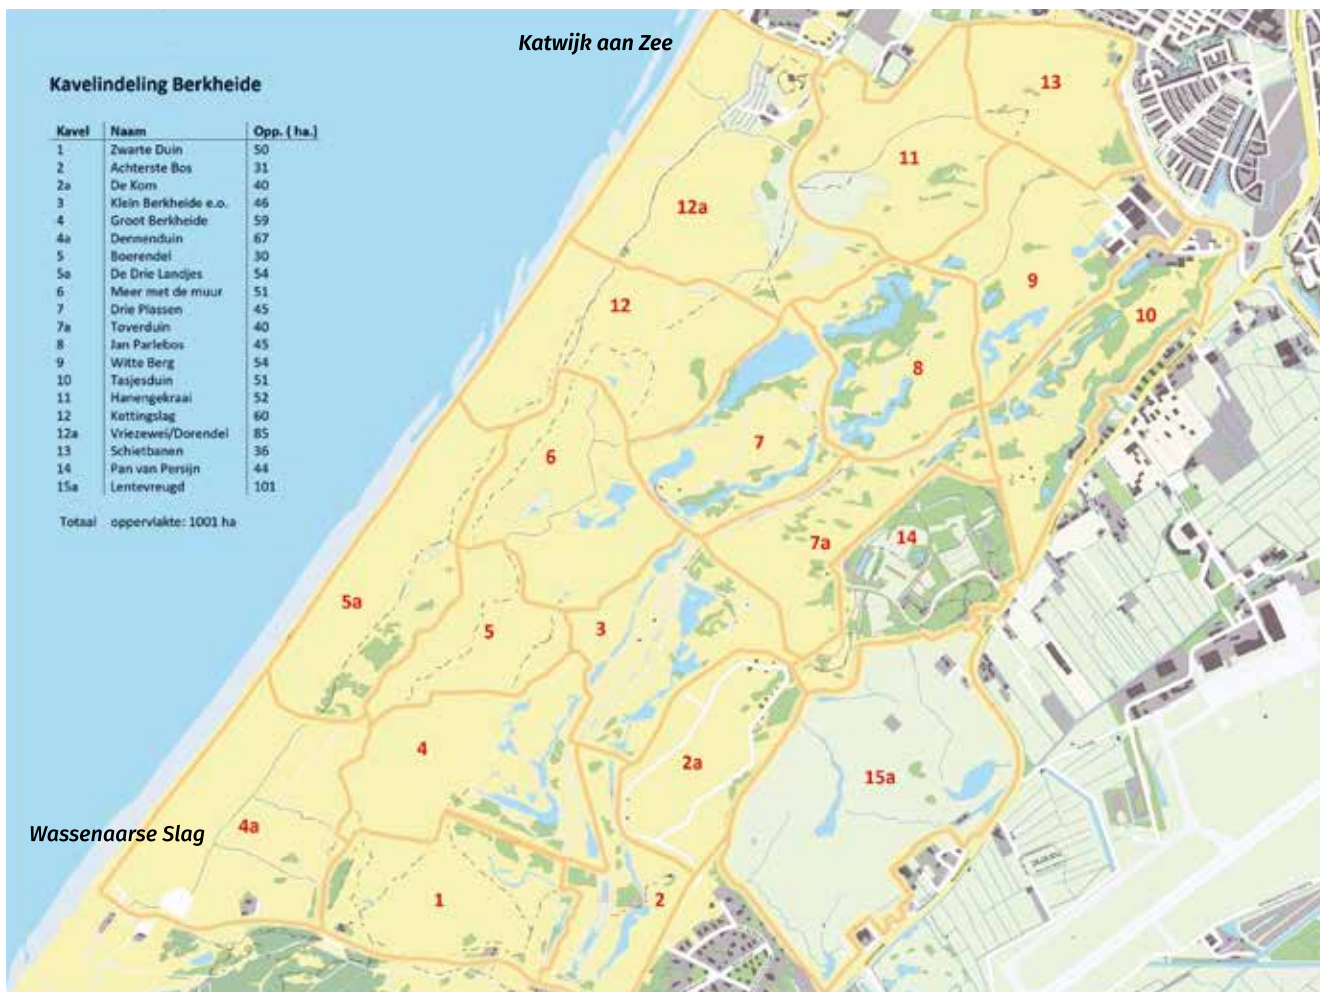 Katwijk aan Zee
Kavelindeling Berkheide
Kavel Naam Opp. ( ha.)
1 Zwarte Duin 50
2 Achterste Bos 31
2a De Kom 40
3 Klein Berkheide e.o. 46
4 Groot Berkheide 59
4a Dennenduin 67
5 Boerendel 30
5a De Drie Landjes 54
6 Meer met de muur 51
7 Drie Plassen 45
7a Toverduin 40
8 Jan Parlebos 45
9 Witte Berg 54
10 Tasjesduin 51
11 Hanengekraai 52
12 Kottingslag 60
12a Vriezewei/Dorendel 85
13 Schietbanen 36
14 Pan van Persijn 44
15a Lentevreugd 101
Totaal oppervlakte: 1001 ha
13
11
12a
9
12
10
8
7
6
14
7a
5a
5
3
4
2a
15a
4a
Wassenaarse Slag
1
2